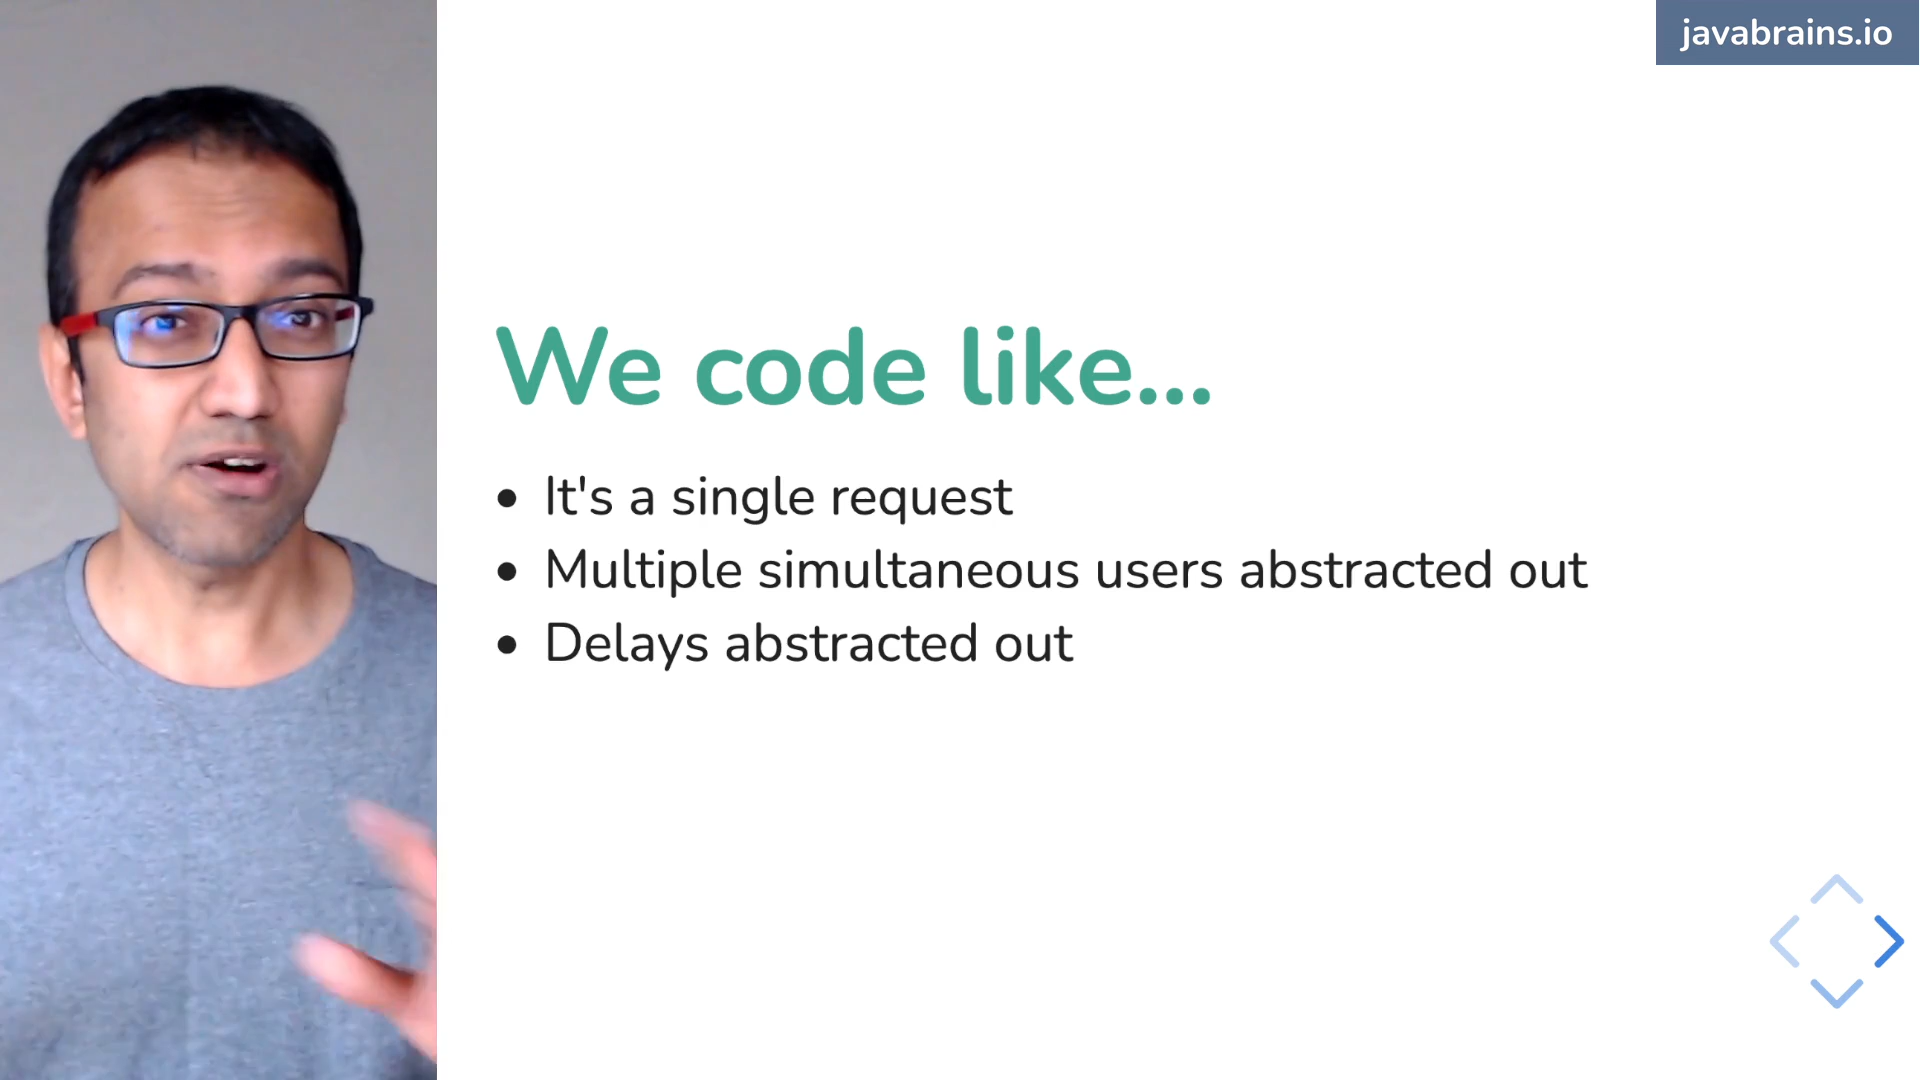 javabrains.io
We code like...
It's a single request
Multiple simultaneous users abstracted out
Delays abstracted out